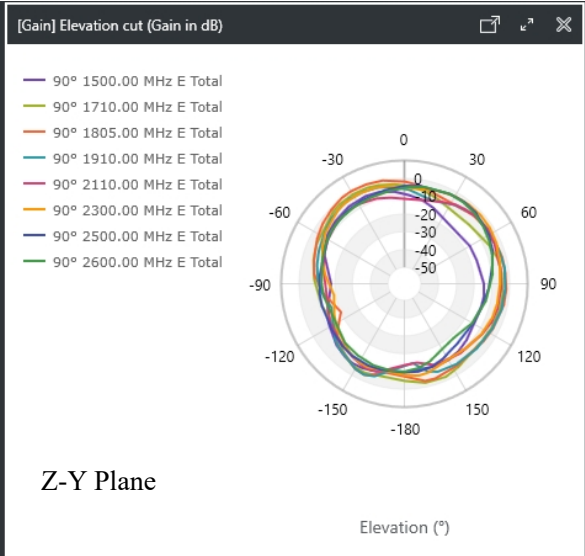 [Gain] Elevation cut (Gain in dB)
90° 1500.00 MHz E Total
90° 1710.00 MHz E Total
90° 1805.00 MHz E Total
90° 1910.00 MHz E Total
90° 2110.00 MHz E Total
90° 2300.00 MHz E Total
90° 2500.00 MHz E Total
90° 2600.00 MHz E Total
0
-30
30
-60
60
-90
90
-120
120
-150
150
-180
0
-10
-20
-30
-40
-50
Z-Y Plane
Elevation (°)